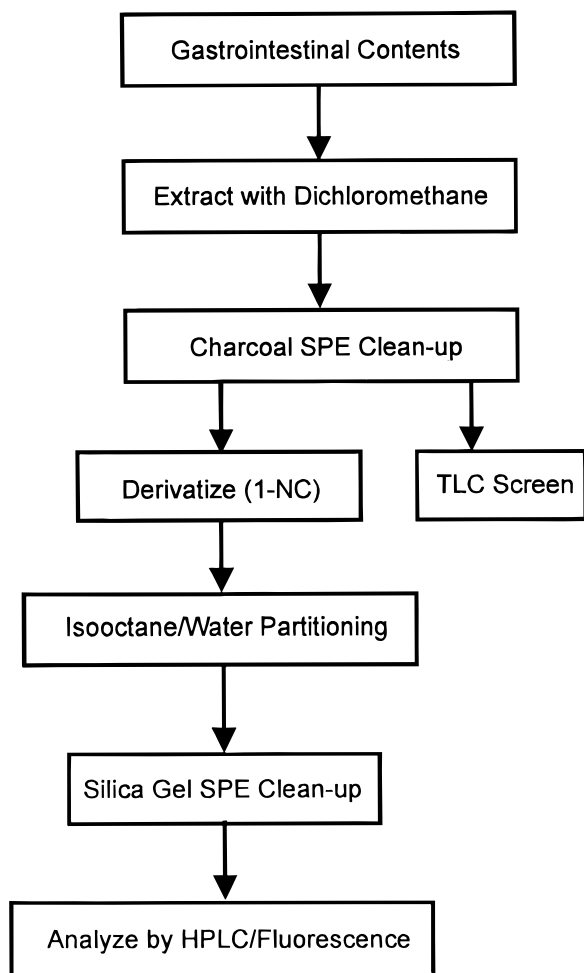 Gastrointestinal Contents
Extract with Dichloromethane
Charcoal SPE Clean-up
Derivatize (1-NC)
TLC Screen
Isooctane/Water Partitioning
Silica Gel SPE Clean-up
Analyze by HPLC/Fluorescence